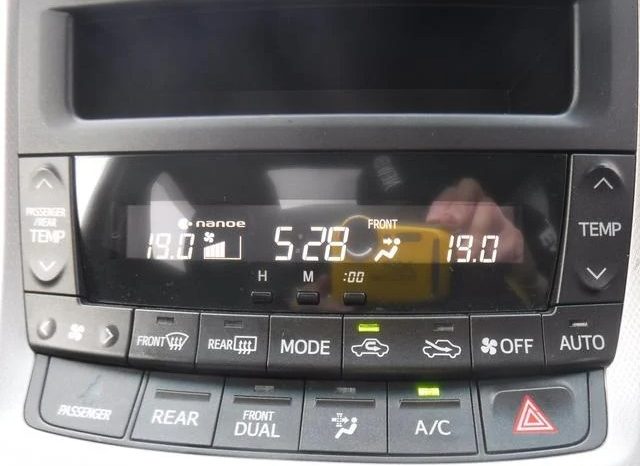 nanoe FRONT
PASSENGER
/REAR
TEMP 19.0 5:28 19.0 TEMP
H M :00
FRONT REAR MODE OFF AUTO
PASSENGER REAR FRONT
DUAL A/C